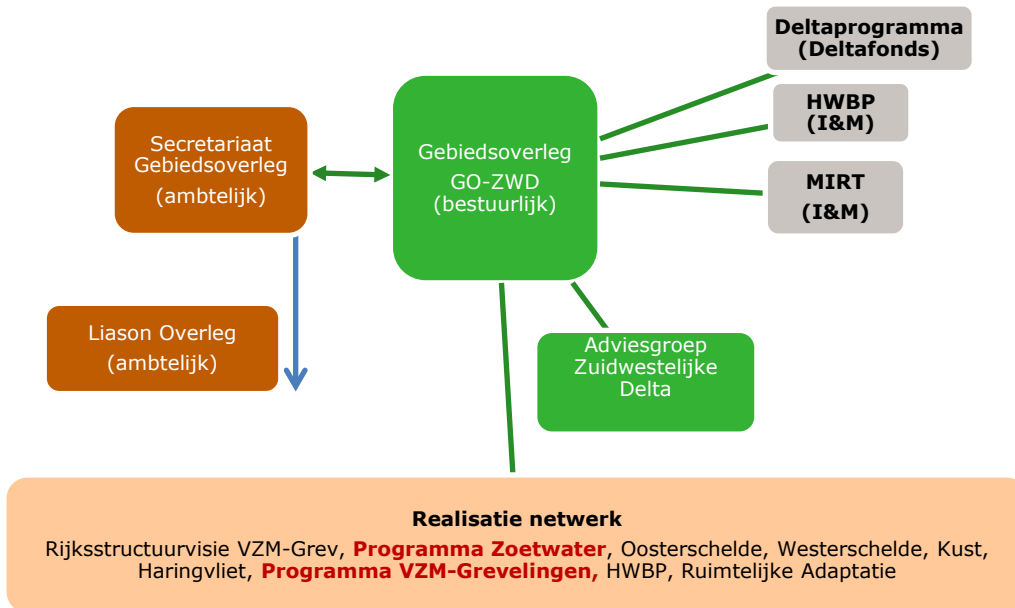 Deltaprogramma
(Deltafonds)
HWBP
(I&M)
MIRT
(I&M)
Secretariaat
Gebiedsoverleg
(ambtelijk)
Gebiedsoverleg
GO-ZWD
(bestuurlijk)
Liason Overleg
(ambtelijk)
Adviesgroep
Zuidwestelijke
Delta
Realisatie netwerk
Rijksstructuurvisie VZM-Grev, Programma Zoetwater, Oosterschelde, Westerschelde, Kust,
Haringvliet, Programma VZM-Grevelingen, HWBP, Ruimtelijke Adaptatie